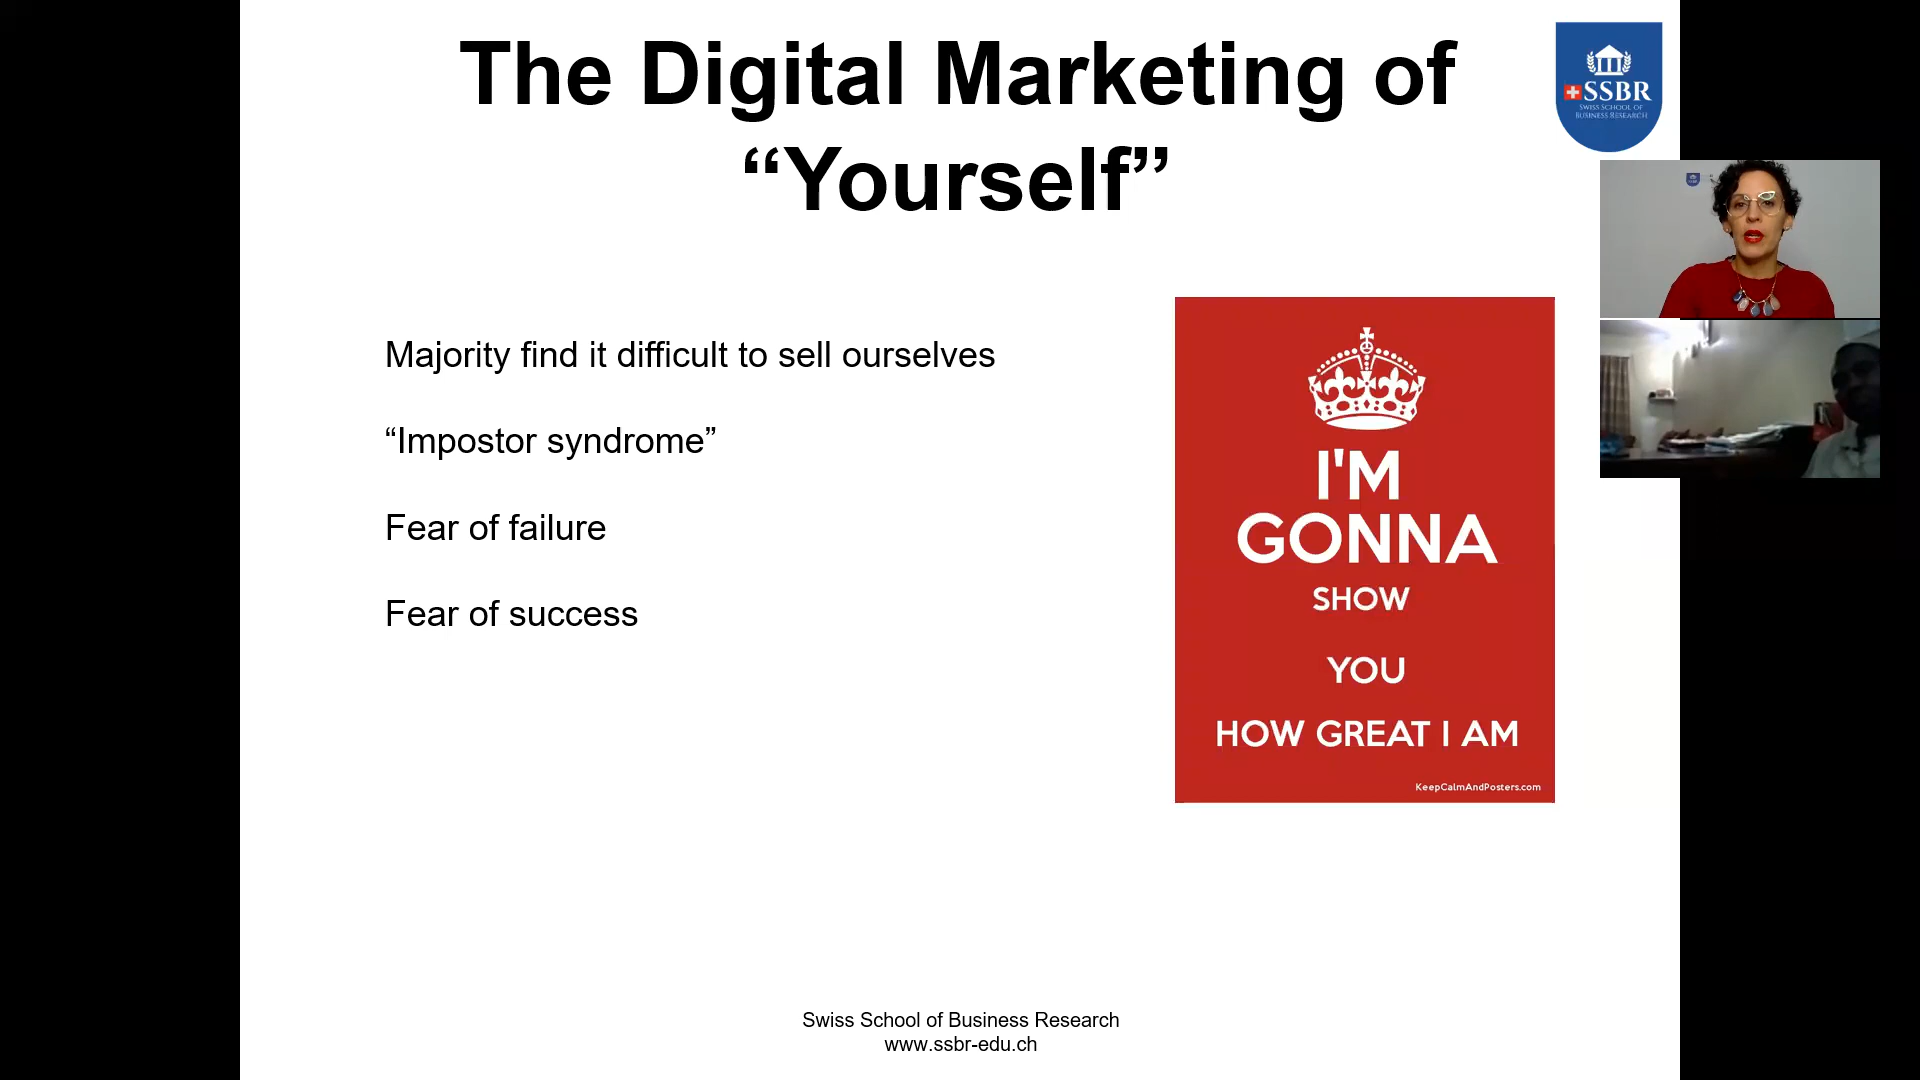 The Digital Marketing of
“Yourself”
SSBR
SWISS SCHOOL OF
BUSINESS RESEARCH
Majority find it difficult to sell ourselves
“Impostor syndrome”
Fear of failure
Fear of success
I'M
GONNA
SHOW
YOU
HOW GREAT I AM
KeepCalmAndPosters.com
Swiss School of Business Research
www.ssbr-edu.ch